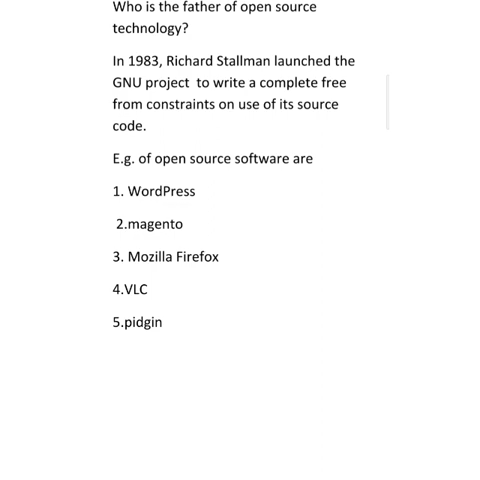 Who is the father of open source
technology?
In 1983, Richard Stallman launched the
GNU project  to write a complete free
from constraints on use of its source
code.
E.g. of open source software are
1. WordPress
2.magento
3. Mozilla Firefox
4.VLC
5.pidgin